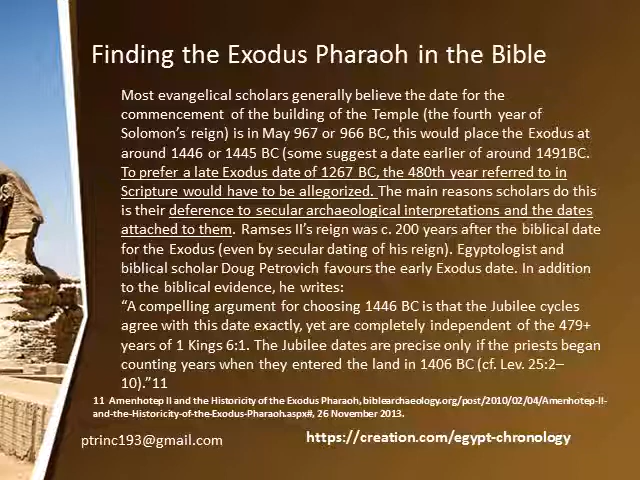 Finding the Exodus Pharaoh in the Bible
Most evangelical scholars generally believe the date for the
commencement of the building of the Temple (the fourth year of
Solomon's reign) is in May 967 or 966 BC, this would place the Exodus at
around 1446 or 1445 BC (some suggest a date earlier of around 1491BC.
To prefer a late Exodus date of 1267 BC, the 480th year referred to in
Scripture would have to be allegorized. The main reasons scholars do this
is their deference to secular archaeological interpretations and the dates
attached to them. Ramses II's reign was c. 200 years after the biblical date
for the Exodus (even by secular dating of his reign). Egyptologist and
biblical scholar Doug Petrovich favours the early Exodus date. In addition
to the biblical evidence, he writes:
“A compelling argument for choosing 1446 BC is that the Jubilee cycles
agree with this date exactly, yet are completely independent of the 479+
years of 1 Kings 6:1. The Jubilee dates are precise only if the priests began
counting years when they entered the land in 1406 BC (cf. Lev. 25:2–
10).”11
11 Amenhotep II and the Historicity of the Exodus Pharaoh, biblearchaeology.org/post/2010/02/04/Amenhotep-II-
and-the-Historicity-of-the-Exodus-Pharaoh.aspx#, 26 November 2013.
ptrinc193@gmail.com
https://creation.com/egypt-chronology